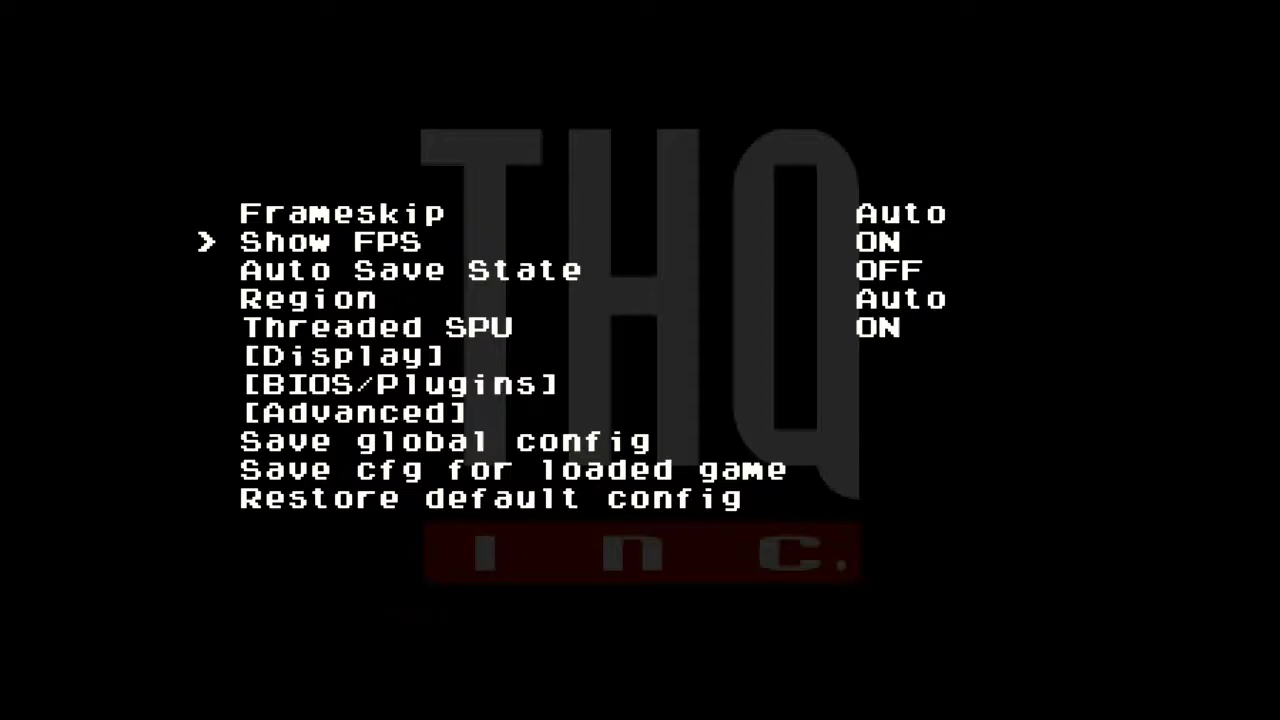 THQ
Frameskip Auto
> Show FPS ON
Auto Save State OFF
Region Auto
Threaded SPU ON
[Display]
[BIOS/Plugins]
[Advanced]
Save global config
Save cfg for loaded game
Restore default config
Inc.